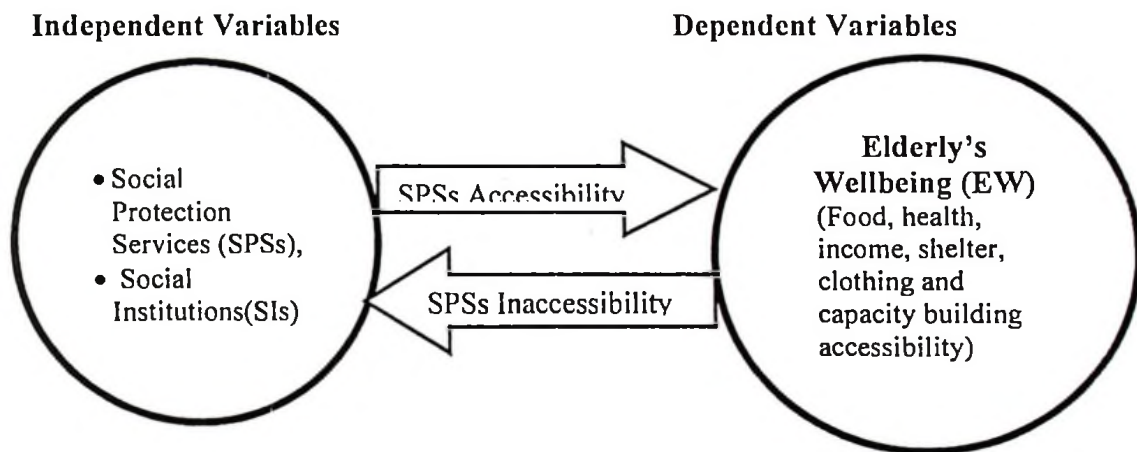 Independent Variables
Dependent Variables
• Social
Protection
Services (SPSs),
• Social
Institutions(SIs)
SPSs Accessibility
SPSs Inaccessibility
Elderly's
Wellbeing (EW)
(Food, health,
income, shelter,
clothing and
capacity building
accessibility)